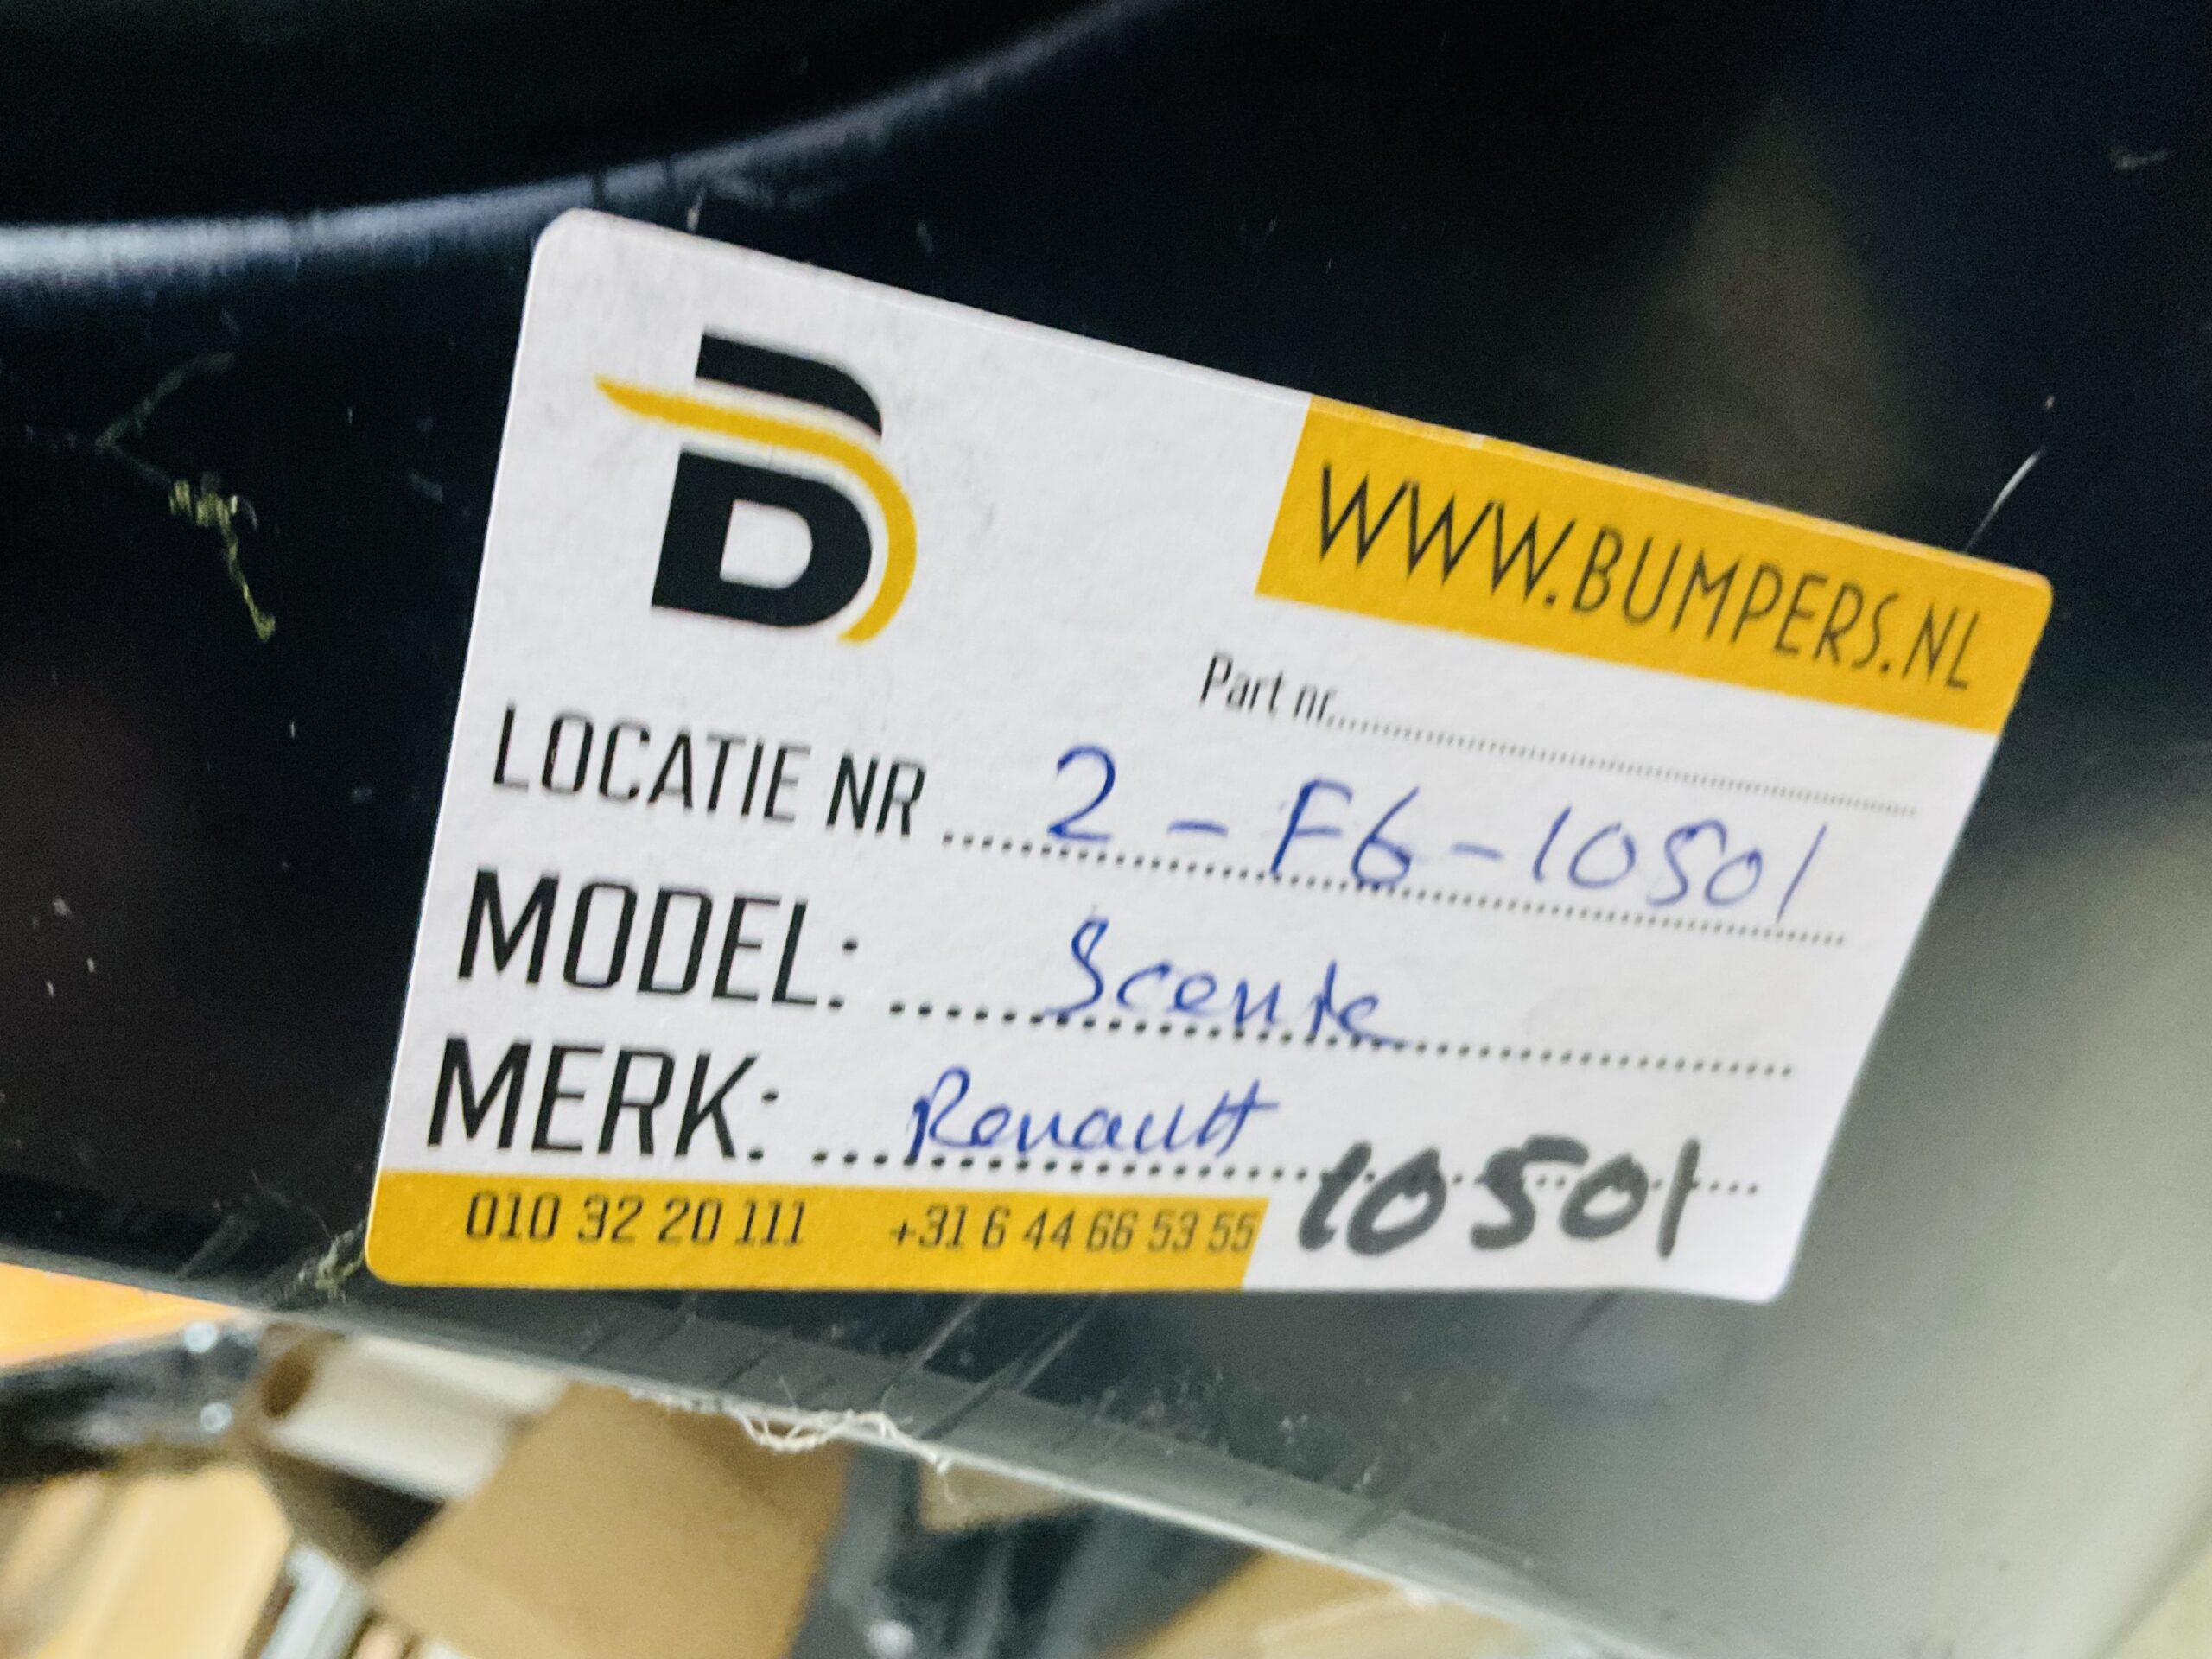 B
WWW.BUMPERS.NL
Part nr..........
LOCATIE NR .... 2 - F6 - 10501
MODEL: .... Scenic
MERK: .... Renault
10501
010 32 20 111 +31 6 44 66 53 55